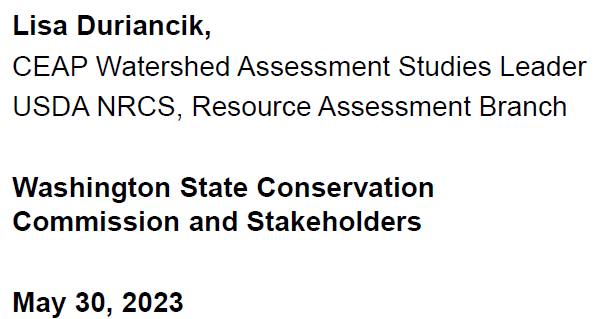 Lisa Duriancik,
CEAP Watershed Assessment Studies Leader
USDA NRCS, Resource Assessment Branch
Washington State Conservation
Commission and Stakeholders
May 30, 2023